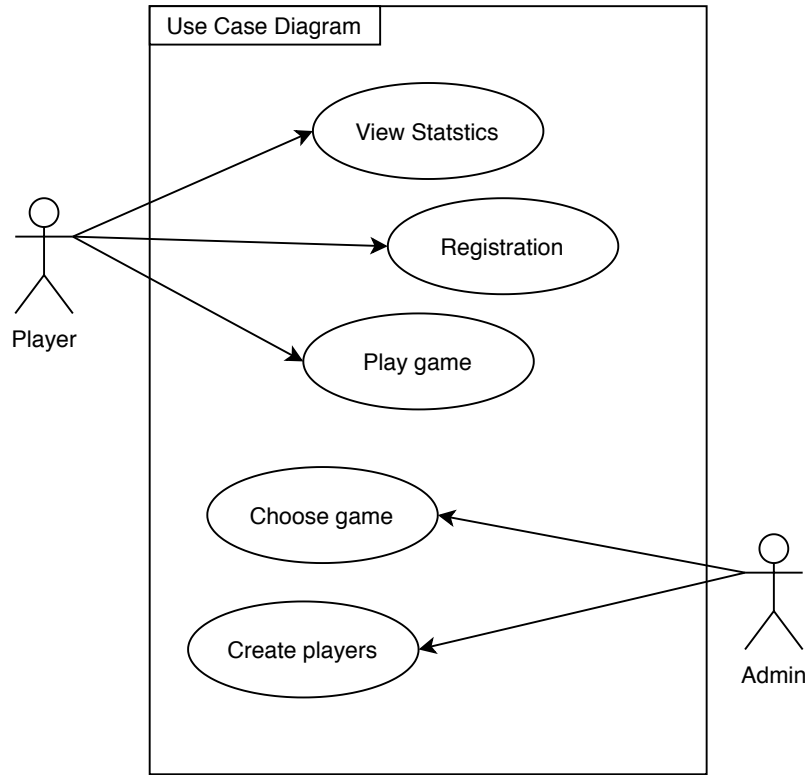 Use Case Diagram
View Statstics
Registration
Player
Play game
Choose game
Create players
Admin